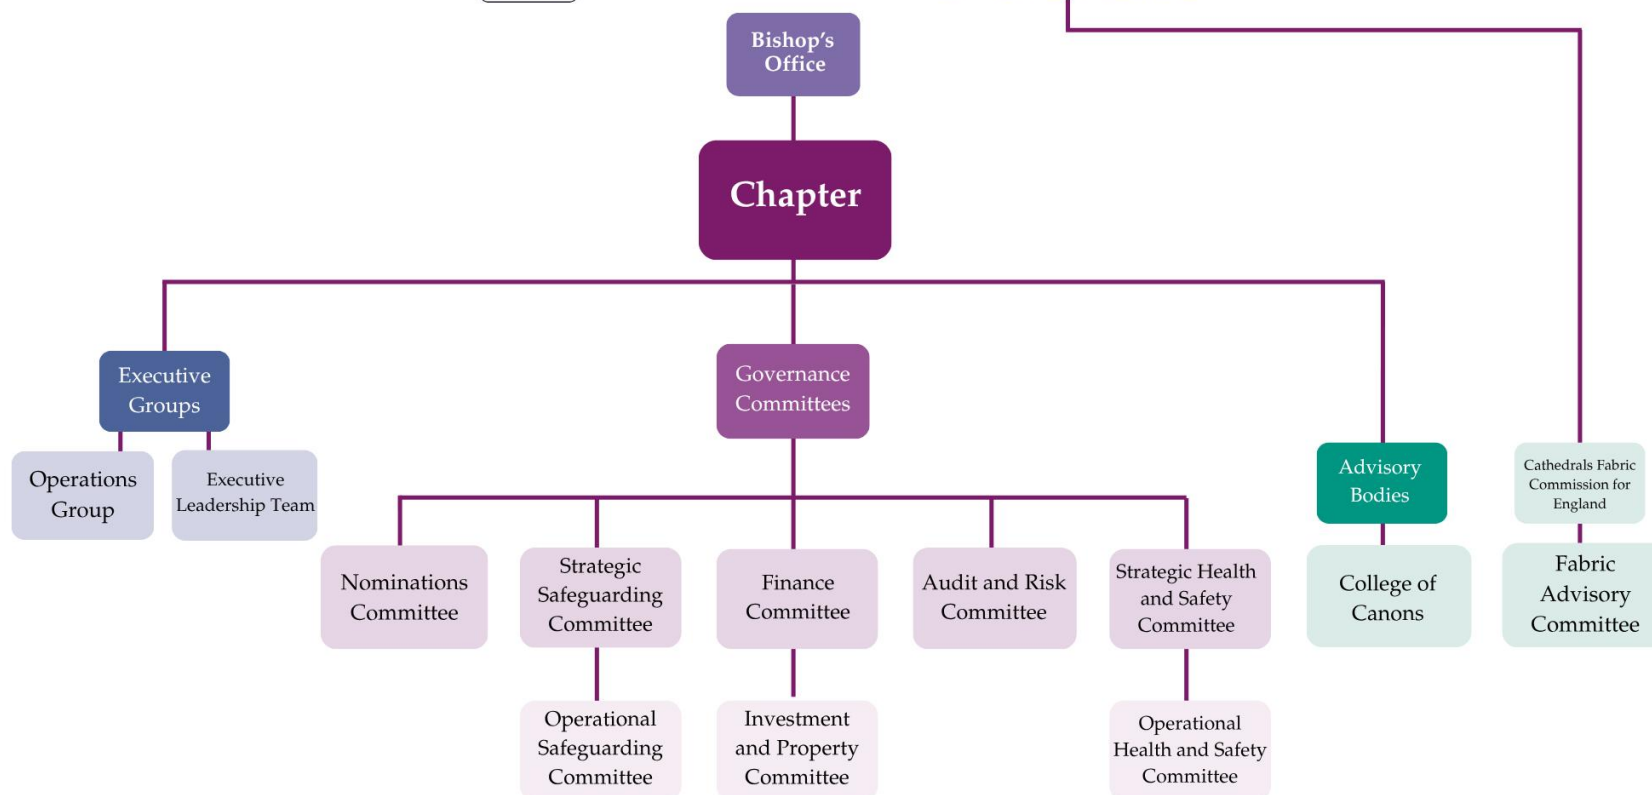 Bishop's
Office
Chapter
Executive
Groups
Governance
Committees
Operations
Group
Executive
Leadership Team
Advisory
Bodies
Cathedrals Fabric
Commission for
England
Nominations
Committee
Strategic
Safeguarding
Committee
Finance
Committee
Audit and Risk
Committee
Strategic Health
and Safety
Committee
College of
Canons
Fabric
Advisory
Committee
Operational
Safeguarding
Committee
Investment
and Property
Committee
Operational
Health and Safety
Committee